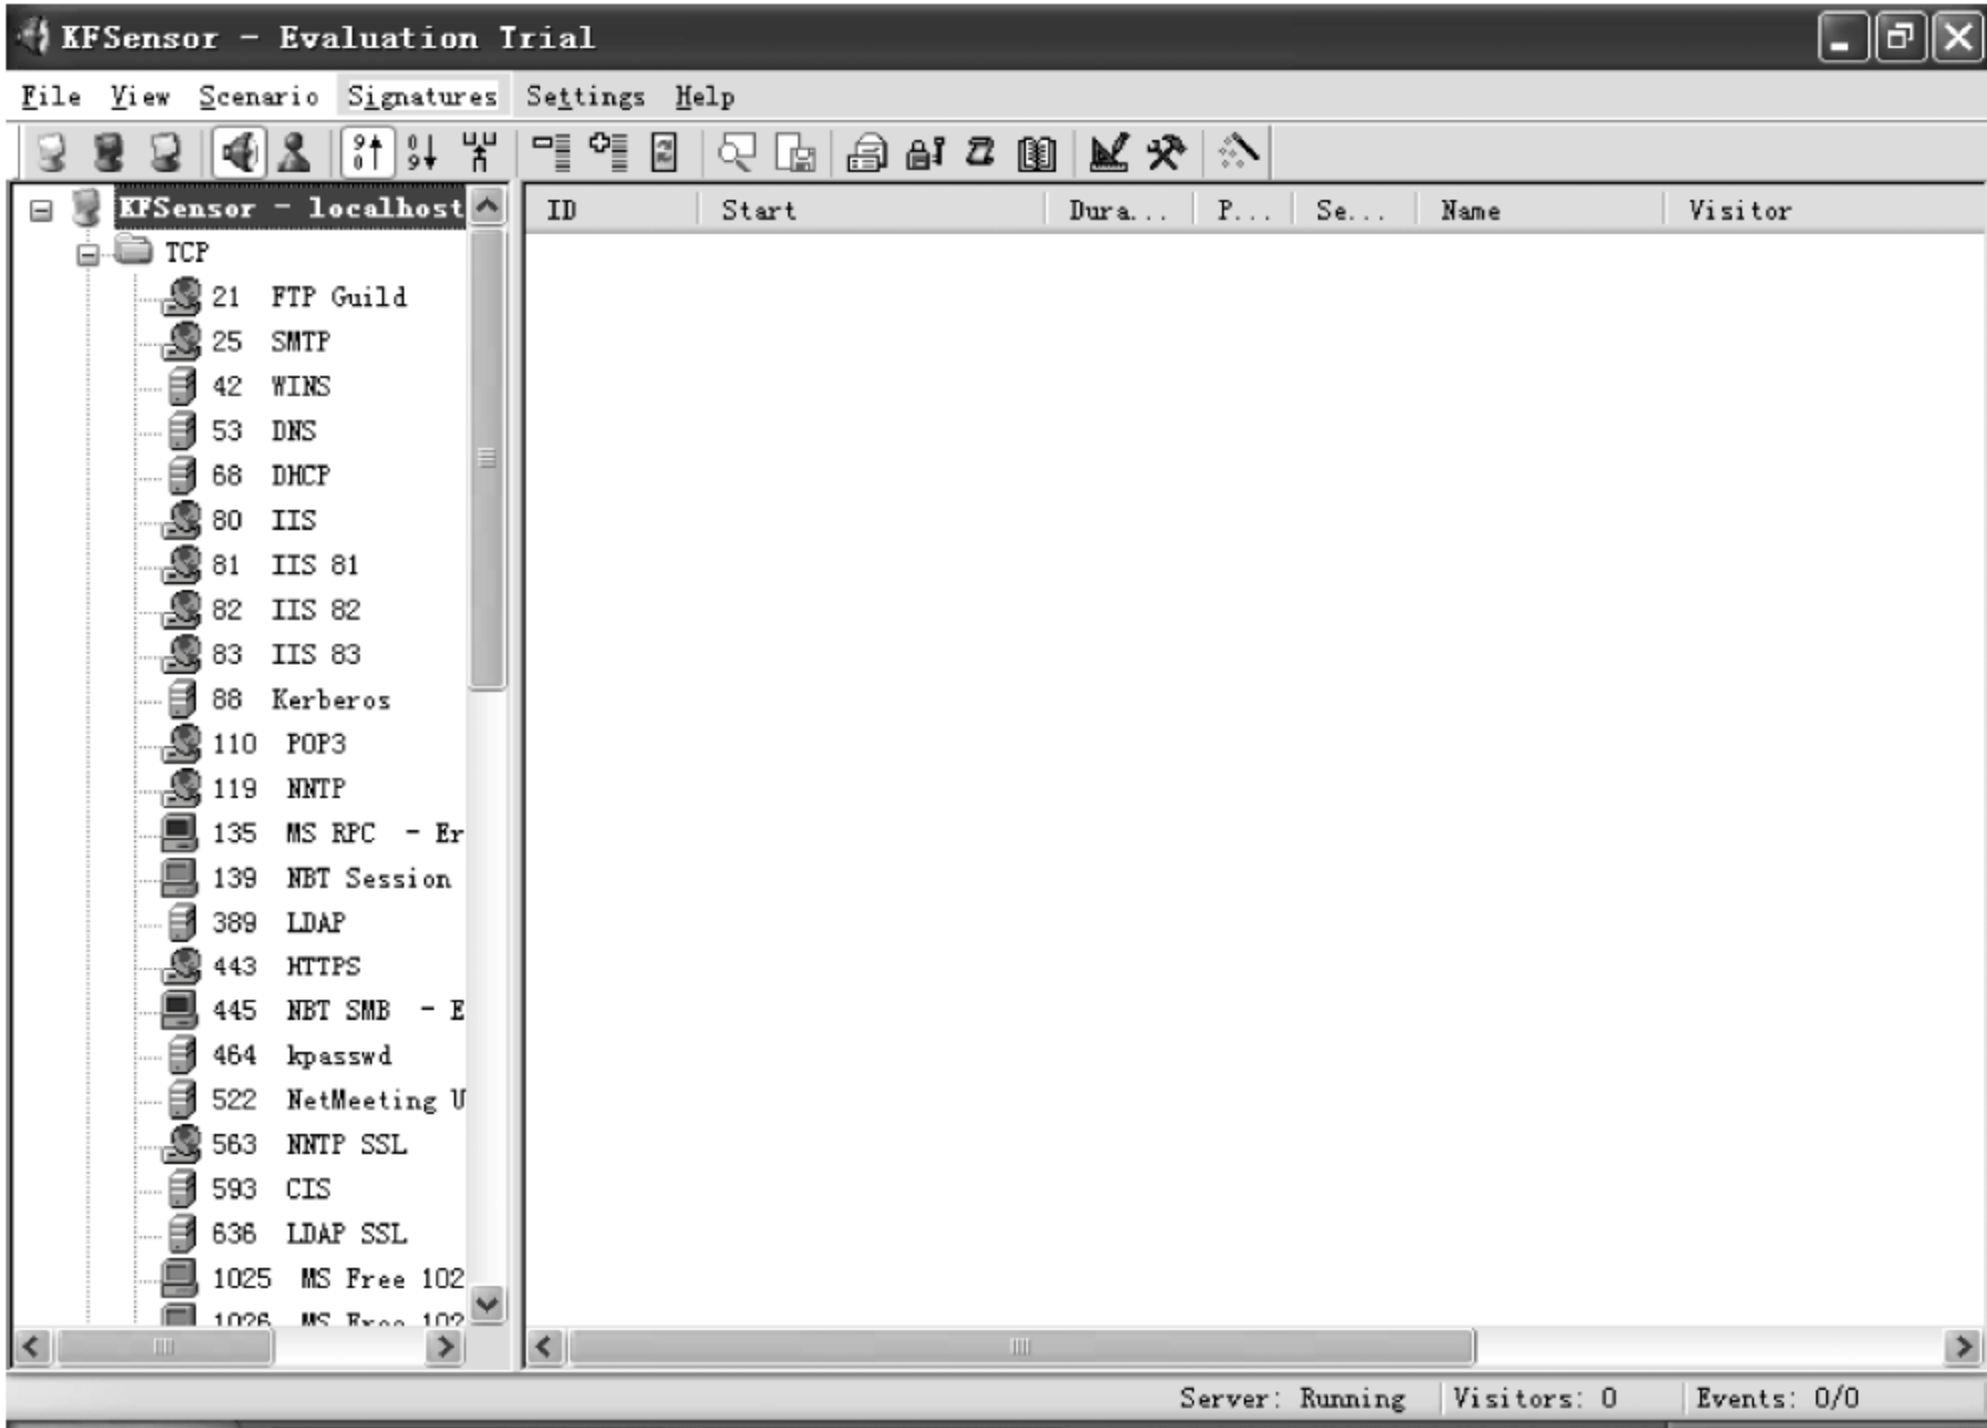 KFSensor - Evaluation Trial
File View Scenario Signatures Settings Help
KFSensor - localhost
TCP
21 FTP Guild
25 SMTP
42 WINS
53 DNS
68 DHCP
80 IIS
81 IIS 81
82 IIS 82
83 IIS 83
88 Kerberos
110 POP3
119 NNTP
135 MS RPC - Er
139 NBT Session
389 LDAP
443 HTTPS
445 NBT SMB - E
464 kpasswd
522 NetMeeting U
563 NNTP SSL
593 CIS
636 LDAP SSL
1025 MS Free 102
1026 MS Free 102
ID Start Dura... P... Se... Name Visitor
Server: Running Visitors: 0 Events: 0/0